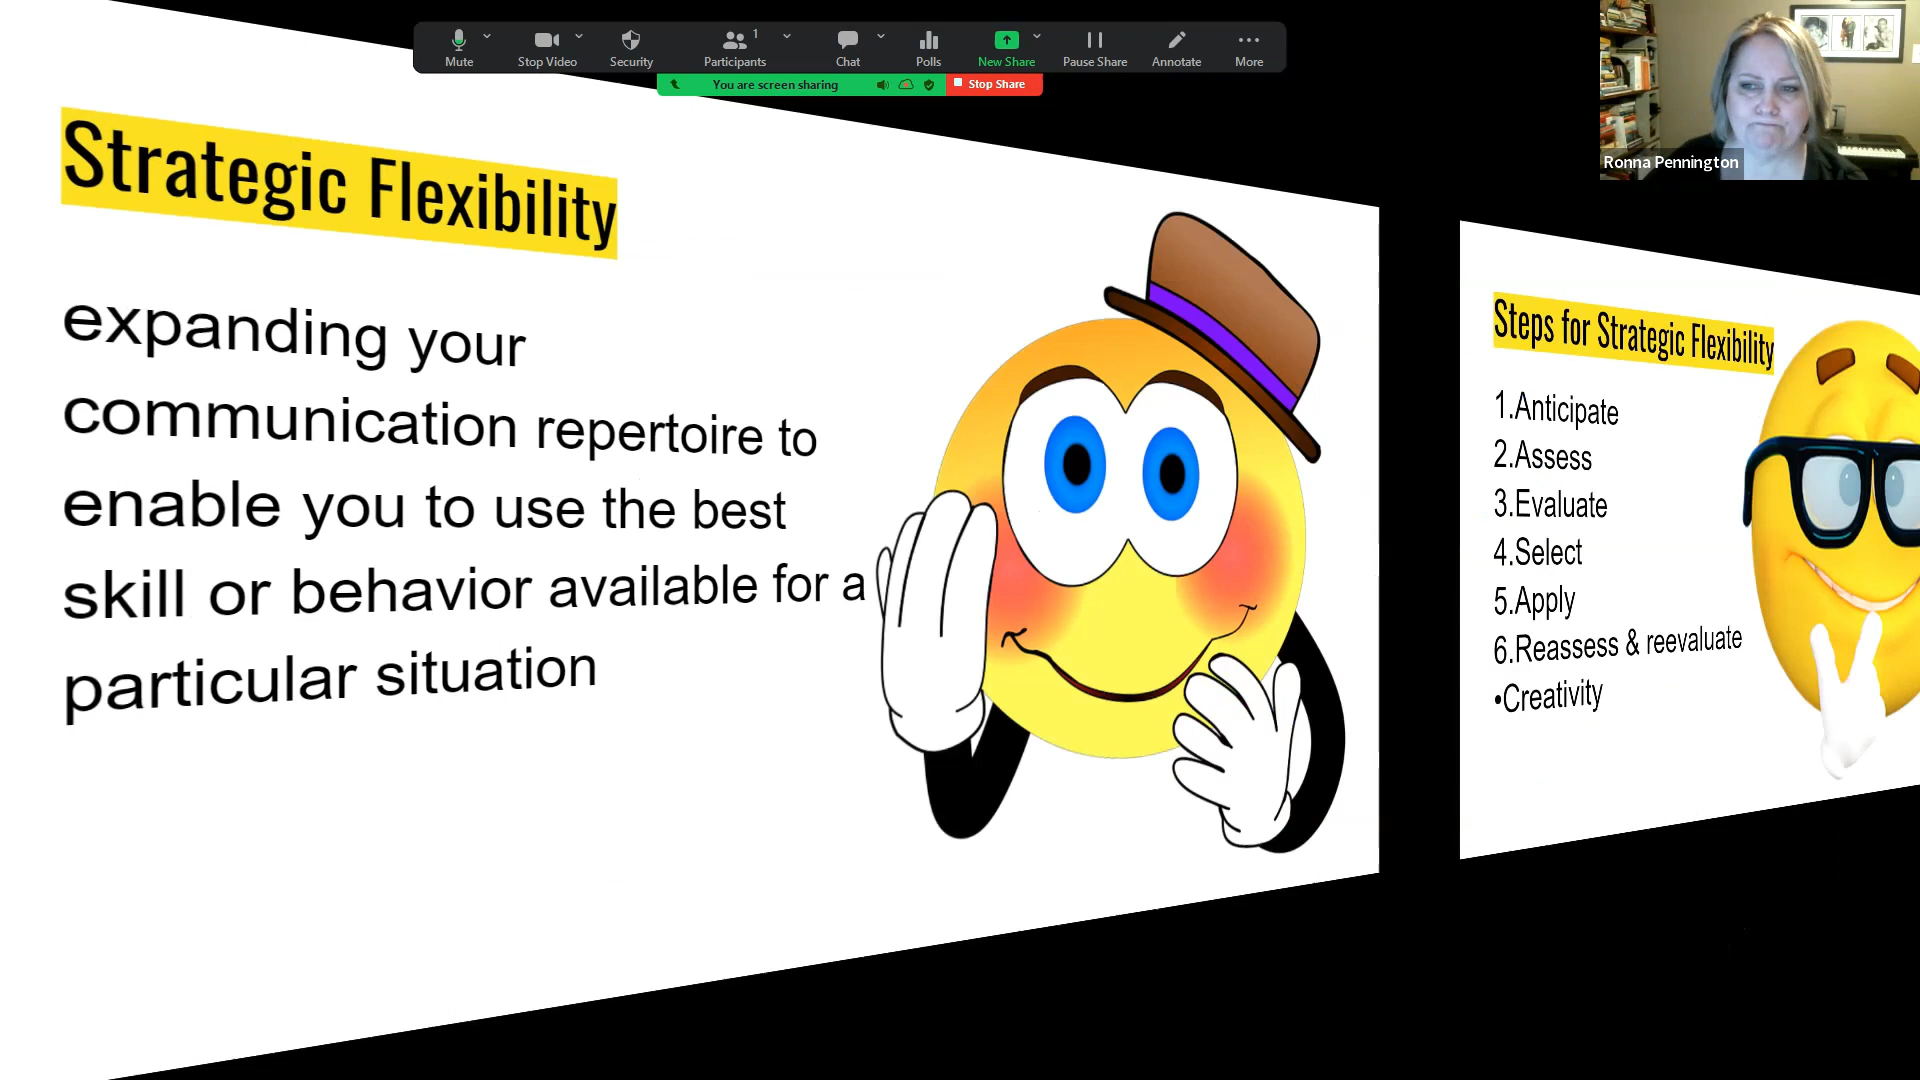 Mute
Stop Video
Security
1
Participants
Chat
Polls
New Share
Pause Share
Annotate
More
You are screen sharing
Stop Share
Ronna Pennington
Strategic Flexibility
expanding your
communication repertoire to
enable you to use the best
skill or behavior available for a
particular situation
Steps for Strategic Flexibility
1.Anticipate
2.Assess
3.Evaluate
4.Select
5.Apply
6.Reassess & reevaluate
•Creativity